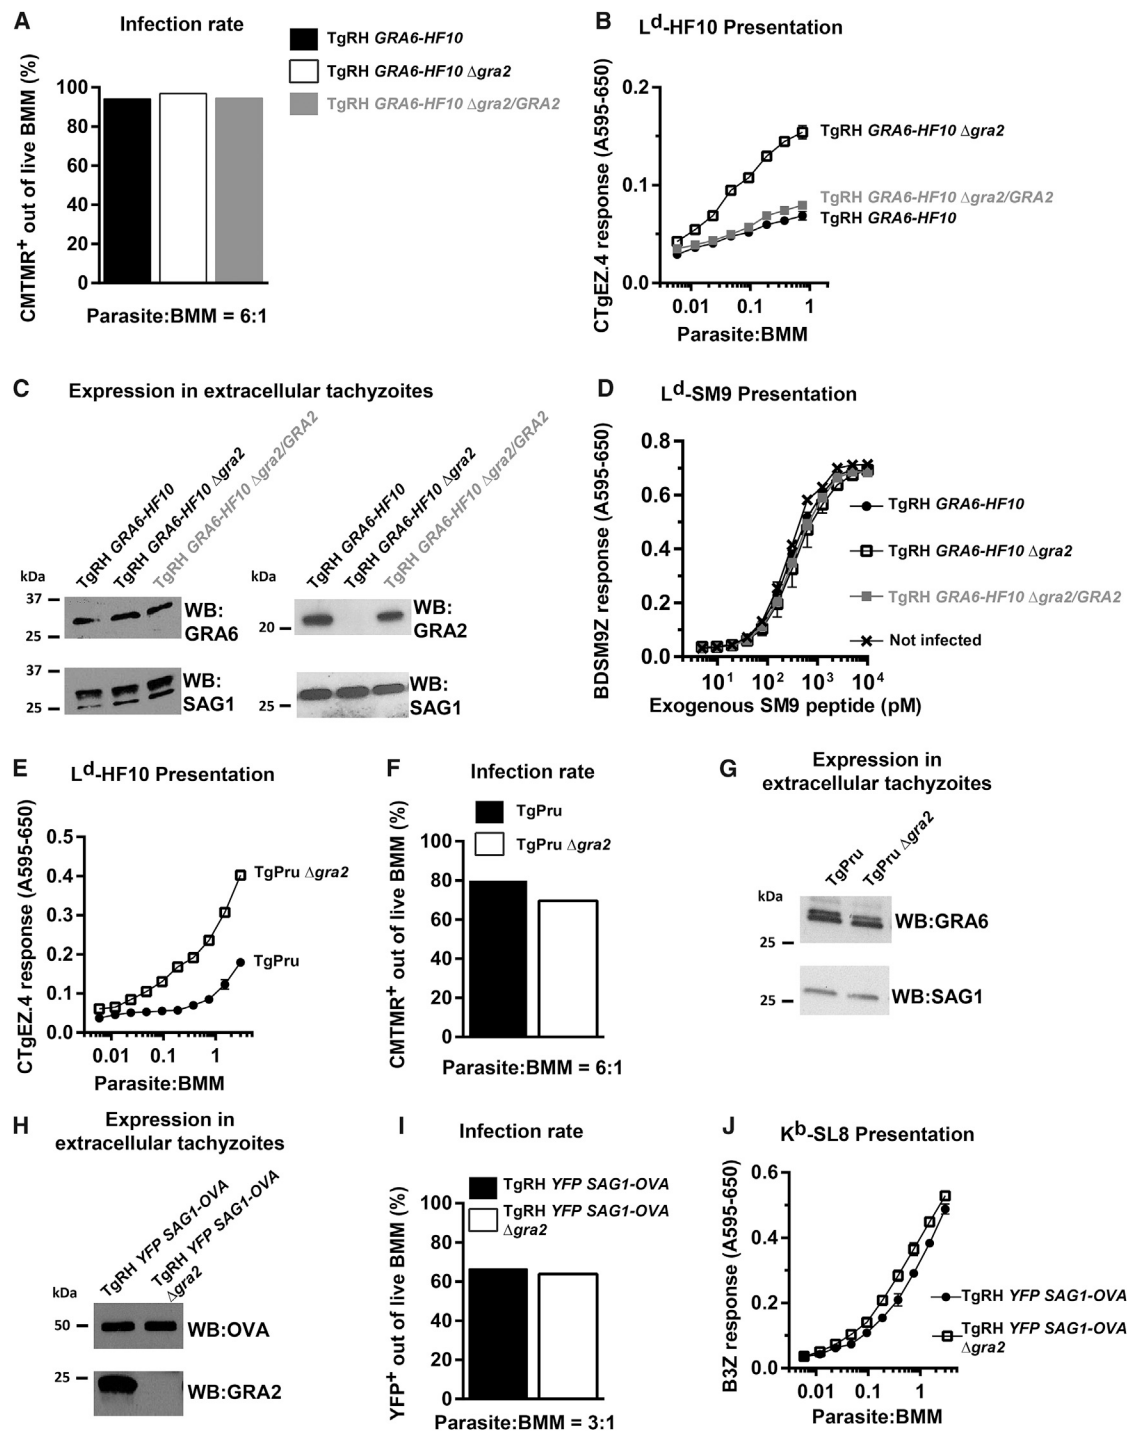 A
Infection rate
TgRH GRA6-HF10
TgRH GRA6-HF10 Δgra2
TgRH GRA6-HF10 Δgra2/GRA2
CMTMR+ out of live BMM (%)
100
80
60
40
20
0
Parasite:BMM = 6:1
B
Ld-HF10 Presentation
CTgEZ.4 response (A595-650)
0.2
0.1
0.0
TgRH GRA6-HF10 Δgra2
TgRH GRA6-HF10 Δgra2/GRA2
TgRH GRA6-HF10
0.01 0.1 1
Parasite:BMM
C
Expression in extracellular tachyzoites
TgRH GRA6-HF10
TgRH GRA6-HF10 Δgra2
TgRH GRA6-HF10 Δgra2/GRA2
kDa
37
25
WB:
GRA6
37
25
WB:
SAG1
TgRH GRA6-HF10
TgRH GRA6-HF10 Δgra2
TgRH GRA6-HF10 Δgra2/GRA2
kDa
20
WB:
GRA2
25
WB:
SAG1
D
Ld-SM9 Presentation
BDSM9Z response (A595-650)
0.8
0.6
0.4
0.2
0.0
TgRH GRA6-HF10
TgRH GRA6-HF10 Δgra2
TgRH GRA6-HF10 Δgra2/GRA2
Not infected
101 102 103 104
Exogenous SM9 peptide (pM)
E
Ld-HF10 Presentation
CTgEZ.4 response (A595-650)
0.5
0.4
0.3
0.2
0.1
0.0
TgPru Δgra2
TgPru
0.01 0.1 1
Parasite:BMM
F
Infection rate
TgPru
TgPru Δgra2
CMTMR+ out of live BMM (%)
100
80
60
40
20
0
Parasite:BMM = 6:1
G
Expression in
extracellular tachyzoites
TgPru
TgPru Δgra2
kDa
25
WB:GRA6
25
WB:SAG1
H
Expression in
extracellular tachyzoites
TgRH YFP SAG1-OVA
TgRH YFP SAG1-OVA
Δgra2
kDa
50
WB:OVA
25
WB:GRA2
I
Infection rate
TgRH YFP SAG1-OVA
TgRH YFP SAG1-OVA
Δgra2
YFP+ out of live BMM (%)
100
80
60
40
20
0
Parasite:BMM = 3:1
J
Kb-SL8 Presentation
B3Z response (A595-650)
0.6
0.4
0.2
0.0
TgRH YFP SAG1-OVA
TgRH YFP SAG1-OVA
Δgra2
0.01 0.1 1
Parasite:BMM